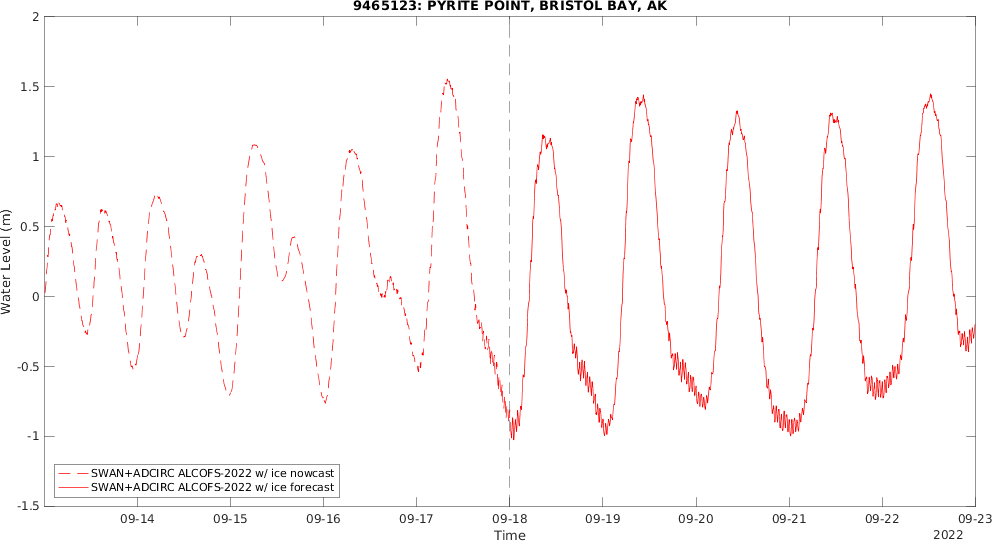 9465123: PYRITE POINT, BRISTOL BAY, AK
Water Level (m)
2
1.5
1
0.5
0
-0.5
-1
-1.5
SWAN+ADCIRC ALCOFS-2022 w/ ice nowcast
SWAN+ADCIRC ALCOFS-2022 w/ ice forecast
09-14 09-15 09-16 09-17 09-18 09-19 09-20 09-21 09-22 09-23
Time
2022